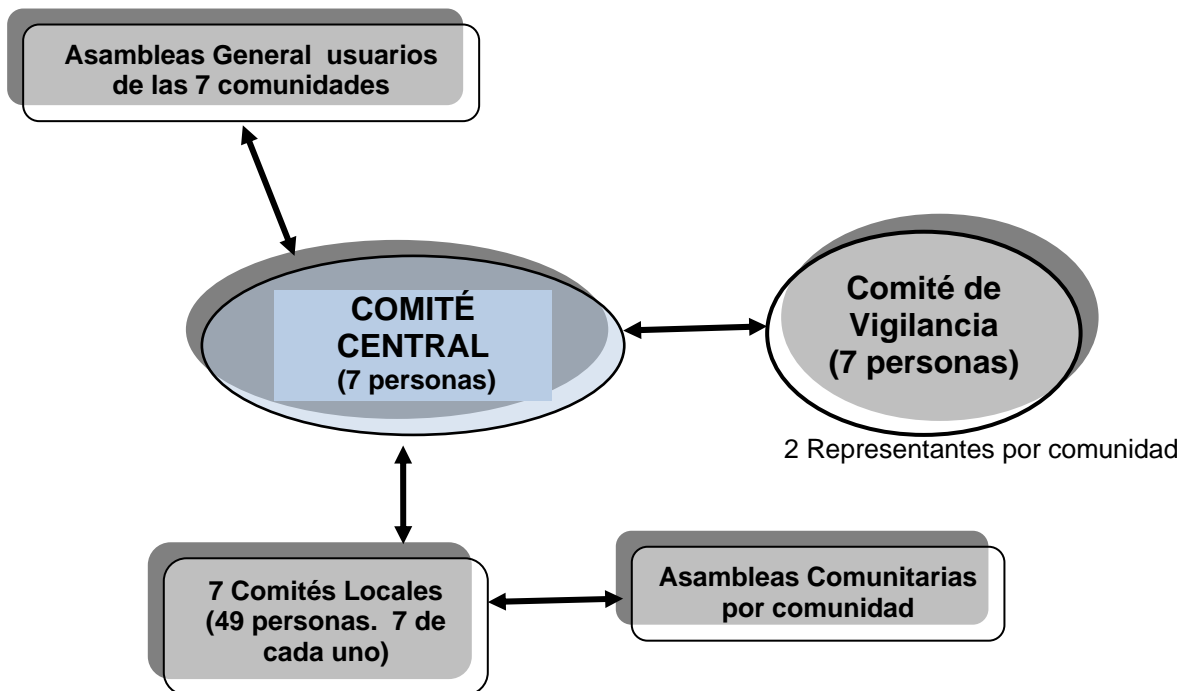 Asambleas General usuarios
de las 7 comunidades
COMITÉ
CENTRAL
(7 personas)
Comité de
Vigilancia
(7 personas)
2 Representantes por comunidad
7 Comités Locales
(49 personas. 7 de
cada uno)
Asambleas Comunitarias
por comunidad